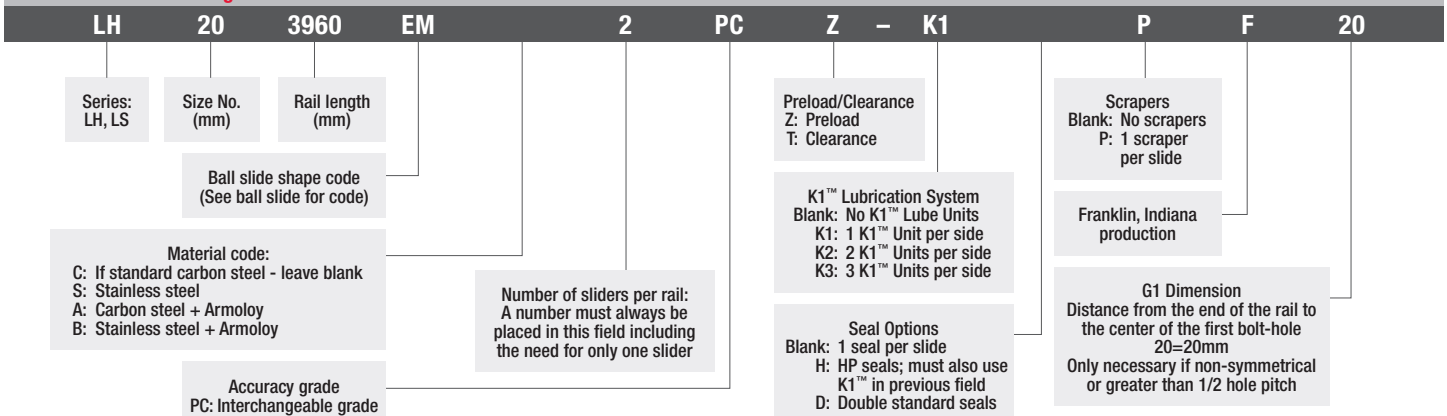 LH 20 3960 EM 2 PC Z – K1 P F 20
Series:
LH, LS
Size No.
(mm)
Rail length
(mm)
Ball slide shape code
(See ball slide for code)
Material code:
C: If standard carbon steel - leave blank
S: Stainless steel
A: Carbon steel + Armoloy
B: Stainless steel + Armoloy
Number of sliders per rail:
A number must always be
placed in this field including
the need for only one slider
Accuracy grade
PC: Interchangeable grade
Preload/Clearance
Z: Preload
T: Clearance
K1™ Lubrication System
Blank: No K1™ Lube Units
K1: 1 K1™ Unit per side
K2: 2 K1™ Units per side
K3: 3 K1™ Units per side
Seal Options
Blank: 1 seal per slide
H: HP seals; must also use
K1™ in previous field
D: Double standard seals
Scrapers
Blank: No scrapers
P: 1 scraper
per slide
Franklin, Indiana
production
G1 Dimension
Distance from the end of the rail to
the center of the first bolt-hole
20=20mm
Only necessary if non-symmetrical
or greater than 1/2 hole pitch